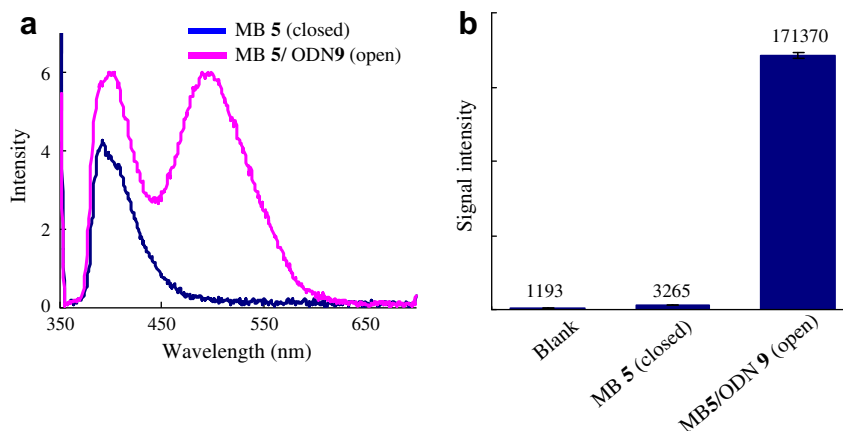 a
MB 5 (closed)
MB 5/ ODN9 (open)
Intensity
6
4
2
0
350
450
550
650
Wavelength (nm)
b
Signal intensity
1193
3265
171370
Blank
MB 5 (closed)
MB5/ODN 9 (open)